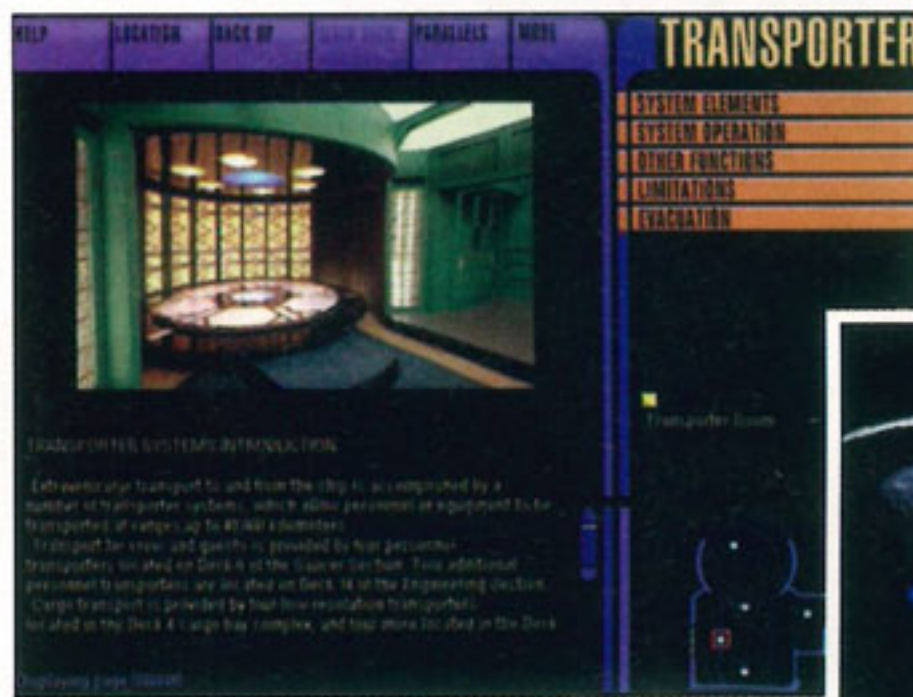 HELP LOCATION BACK UP MAIN PARALLELS MORE
TRANSPORTER
SYSTEM ELEMENTS
SYSTEM OPERATION
OTHER FUNCTIONS
LIMITATIONS
EVACUATION
Transporter Room
TRANSPORTER SYSTEMS INTRODUCTION
Extravehicular transport to and from the ship is accomplished by a
number of transporter systems, which allow personnel or equipment to be
transported at ranges up to 40,000 kilometers.
Transport for crew and guests is provided by four personnel
transporters located on Deck 6 of the Saucer Section. Two additional
personnel transporters are located on Deck 14 in the Engineering Section.
Cargo transport is provided by four low-resolution transporters
located in the Deck 4 cargo bay complex, and four more located in the Deck
Displaying page